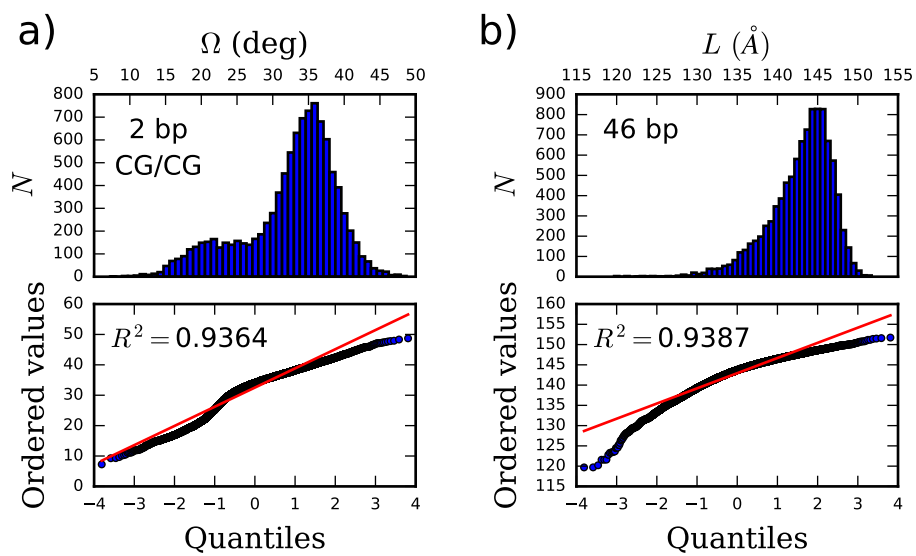 a)
Ω (deg)
5 10 15 20 25 30 35 40 45 50
800
700
600
500
400
300
200
100
0
N
2 bp
CG/CG
60
50
40
30
20
10
0
Ordered values
R² = 0.9364
−4 −3 −2 −1 0 1 2 3 4
Quantiles
b)
L (Å)
115 120 125 130 135 140 145 150 155
900
800
700
600
500
400
300
200
100
0
N
46 bp
160
155
150
145
140
135
130
125
120
115
Ordered values
R² = 0.9387
−4 −3 −2 −1 0 1 2 3 4
Quantiles